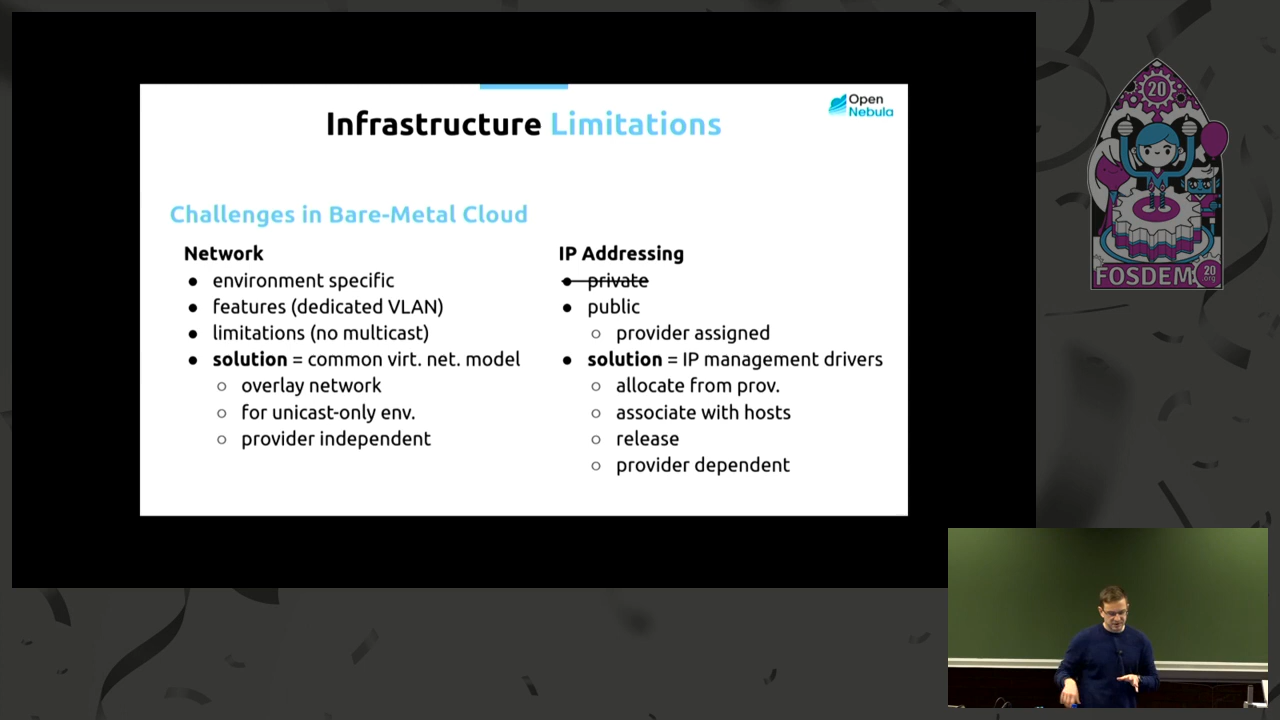 Infrastructure Limitations
Open
Nebula
Challenges in Bare-Metal Cloud
Network
● environment specific
● features (dedicated VLAN)
● limitations (no multicast)
● solution = common virt. net. model
○ overlay network
○ for unicast-only env.
○ provider independent
IP Addressing
● private
● public
○ provider assigned
● solution = IP management drivers
○ allocate from prov.
○ associate with hosts
○ release
○ provider dependent
20
FOSDEM
20
.org